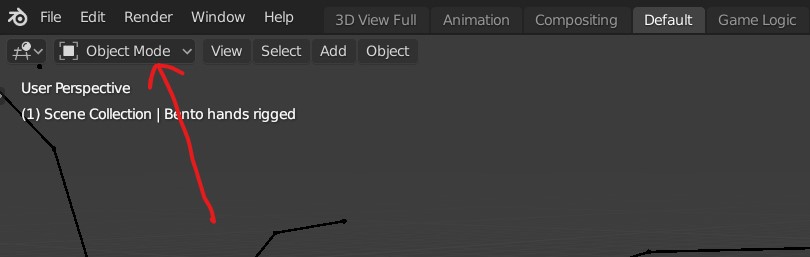 File Edit Render Window Help 3D View Full Animation Compositing Default Game Logic
Object Mode View Select Add Object
User Perspective
(1) Scene Collection | Bento hands rigged